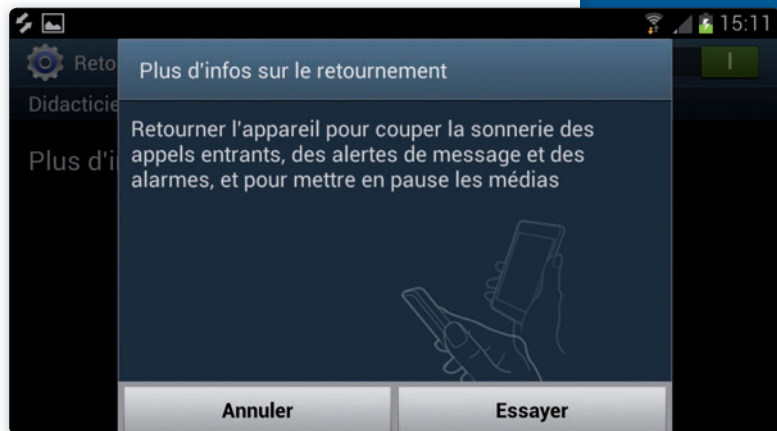 15:11
Reto
Plus d'infos sur le retournement
Didacticie
Retourner l'appareil pour couper la sonnerie des
appels entrants, des alertes de message et des
alarmes, et pour mettre en pause les médias
Plus d'i
Annuler
Essayer